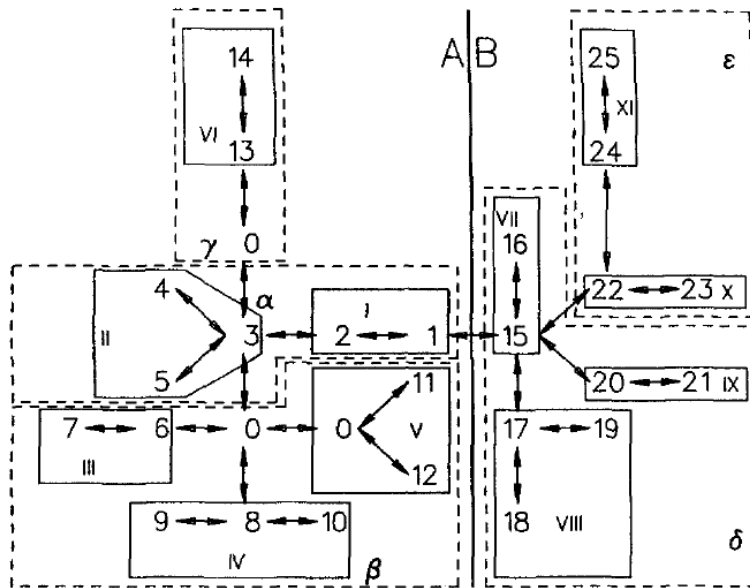 14
A B
25
ε
VI
XI
13
24
VII
γ 0
16
4
α
22 23 X
I
II
3 2 1 15
5
11
20 21 IX
7 6 0 0 V
17 19
III
12
9 8 10
18 VIII
IV
β
δ